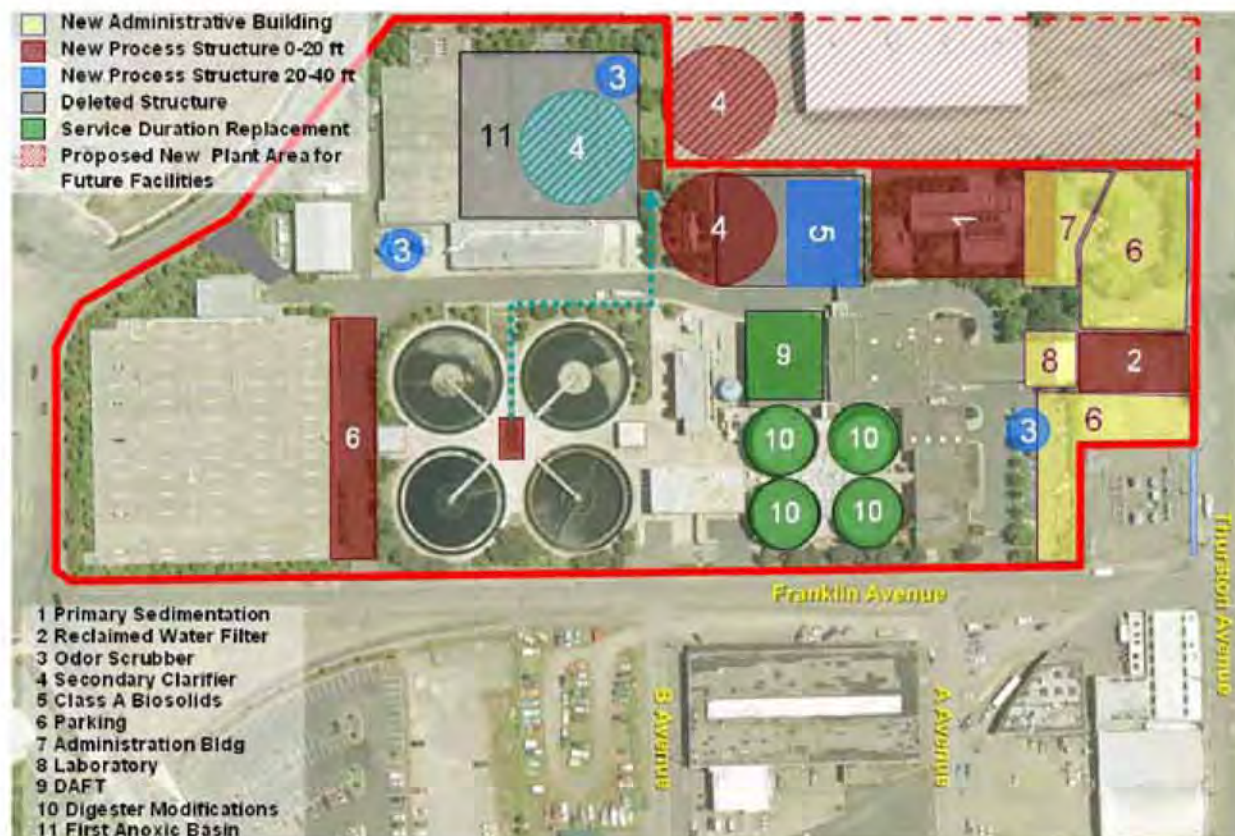 New Administrative Building
New Process Structure 0-20 ft
New Process Structure 20-40 ft
Deleted Structure
Service Duration Replacement
Proposed New Plant Area for
Future Facilities
3
4
11
4
3
4
5
1
7
6
9
8
2
6
10
10
3
6
10
10
Franklin Avenue
Thurston Avenue
B Avenue
A Avenue
1 Primary Sedimentation
2 Reclaimed Water Filter
3 Odor Scrubber
4 Secondary Clarifier
5 Class A Biosolids
6 Parking
7 Administration Bldg
8 Laboratory
9 DAFT
10 Digester Modifications
11 First Anoxic Basin